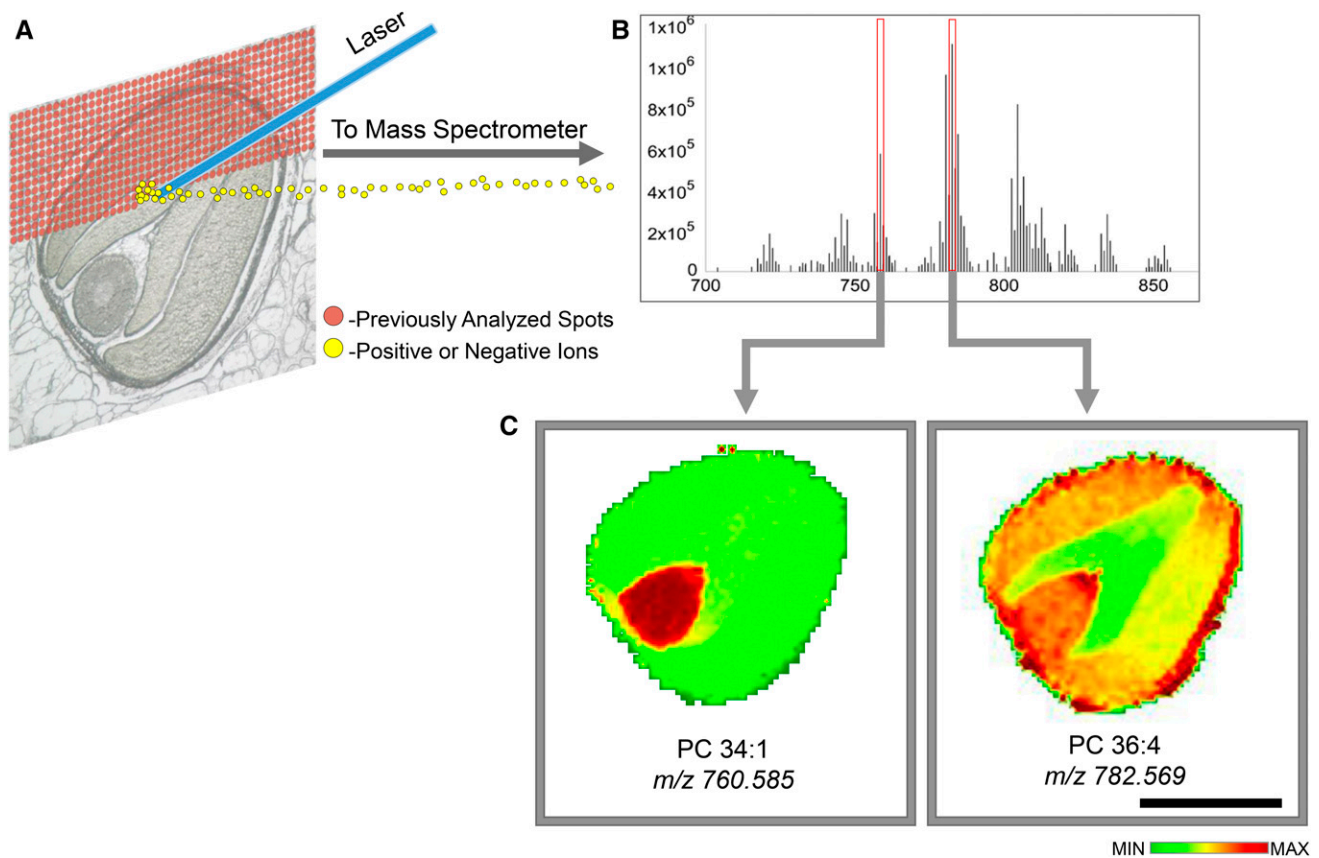 A
Laser
To Mass Spectrometer
-Previously Analyzed Spots
-Positive or Negative Ions
B
1x10⁶
1x10⁶
8x10⁵
6x10⁵
4x10⁵
2x10⁵
0
700 750 800 850
C
PC 34:1
m/z 760.585
PC 36:4
m/z 782.569
MIN MAX